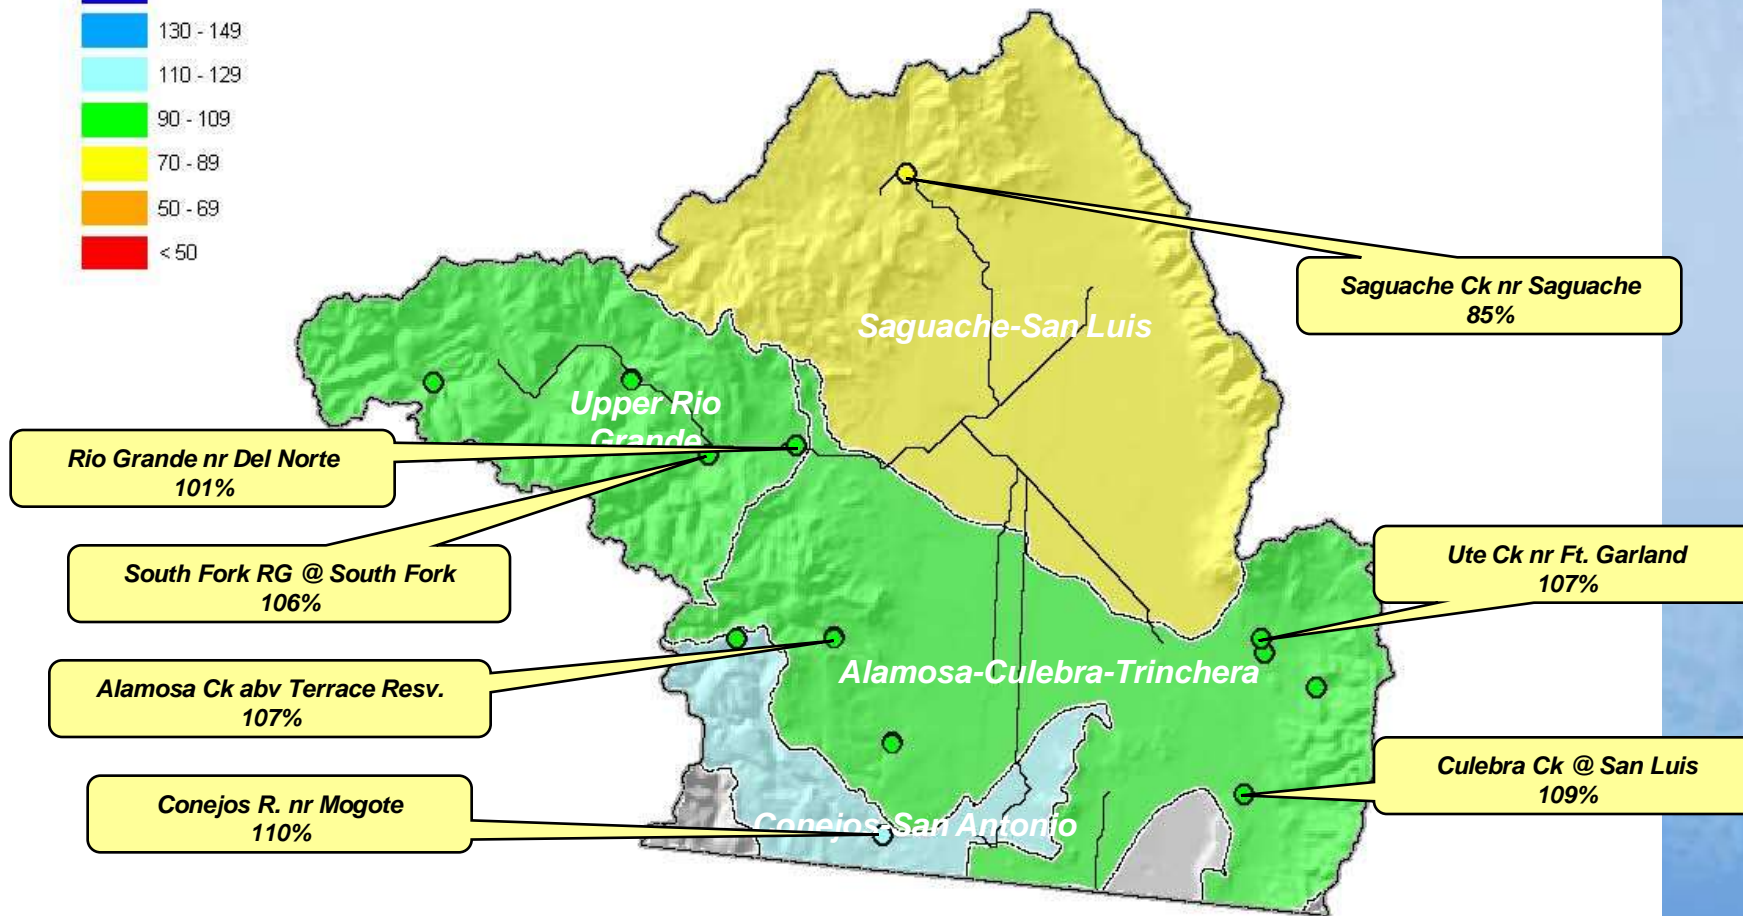 130 - 149
110 - 129
90 - 109
70 - 89
50 - 69
< 50
Saguache Ck nr Saguache
85%
Saguache-San Luis
Upper Rio
Grande
Rio Grande nr Del Norte
101%
South Fork RG @ South Fork
106%
Ute Ck nr Ft. Garland
107%
Alamosa-Culebra-Trinchera
Alamosa Ck abv Terrace Resv.
107%
Culebra Ck @ San Luis
109%
Conejos R. nr Mogote
110%
Conejos-San Antonio